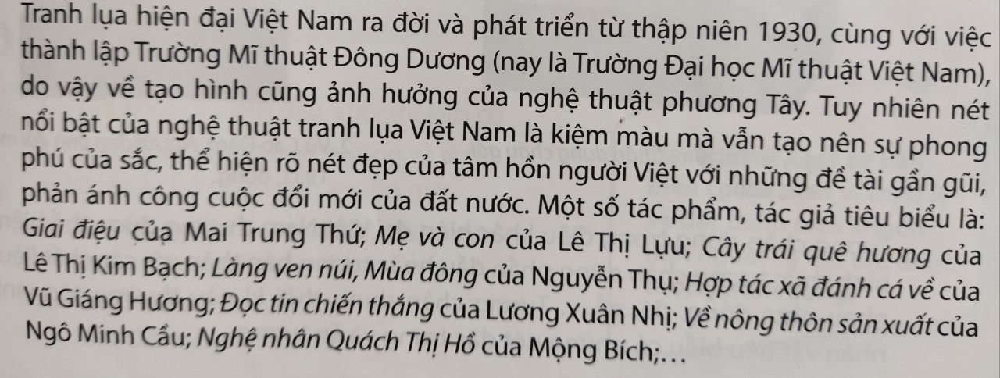 Tranh lụa hiện đại Việt Nam ra đời và phát triển từ thập niên 1930, cùng với việc
thành lập Trường Mĩ thuật Đông Dương (nay là Trường Đại học Mĩ thuật Việt Nam),
do vậy về tạo hình cũng ảnh hưởng của nghệ thuật phương Tây. Tuy nhiên nét
nổi bật của nghệ thuật tranh lụa Việt Nam là kiệm màu mà vẫn tạo nên sự phong
phú của sắc, thể hiện rõ nét đẹp của tâm hồn người Việt với những đề tài gần gũi,
phản ánh công cuộc đổi mới của đất nước. Một số tác phẩm, tác giả tiêu biểu là:
Giai điệu của Mai Trung Thứ; Mẹ và con của Lê Thị Lựu; Cây trái quê hương của
Lê Thị Kim Bạch; Làng ven núi, Mùa đông của Nguyễn Thụ; Hợp tác xã đánh cá về của
Vũ Giáng Hương; Đọc tin chiến thắng của Lương Xuân Nhị; Về nông thôn sản xuất của
Ngô Minh Cầu; Nghệ nhân Quách Thị Hồ của Mộng Bích;...